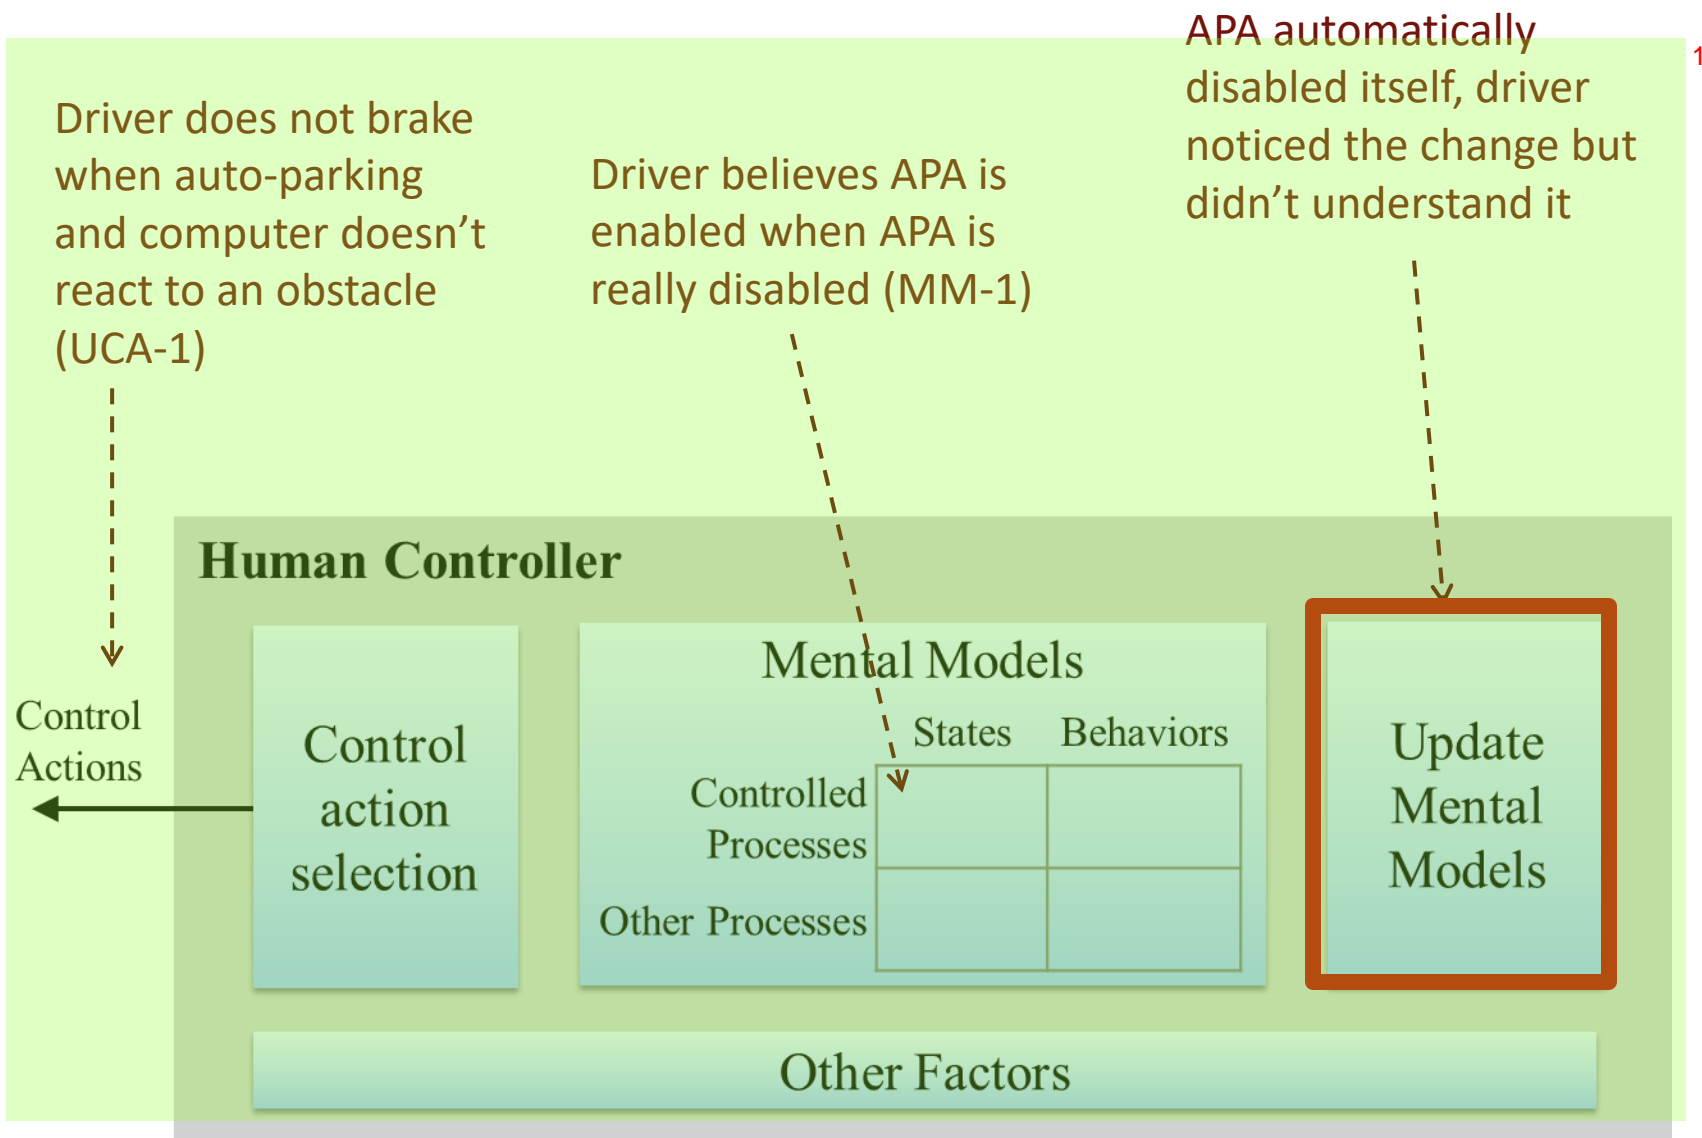 APA automatically
disabled itself, driver
noticed the change but
didn’t understand it
1
Driver does not brake
when auto-parking
and computer doesn’t
react to an obstacle
(UCA-1)
Driver believes APA is
enabled when APA is
really disabled (MM-1)
Human Controller
Control
Actions
Control
action
selection
Mental Models
States
Behaviors
Controlled
Processes
Other Processes
Update
Mental
Models
Other Factors